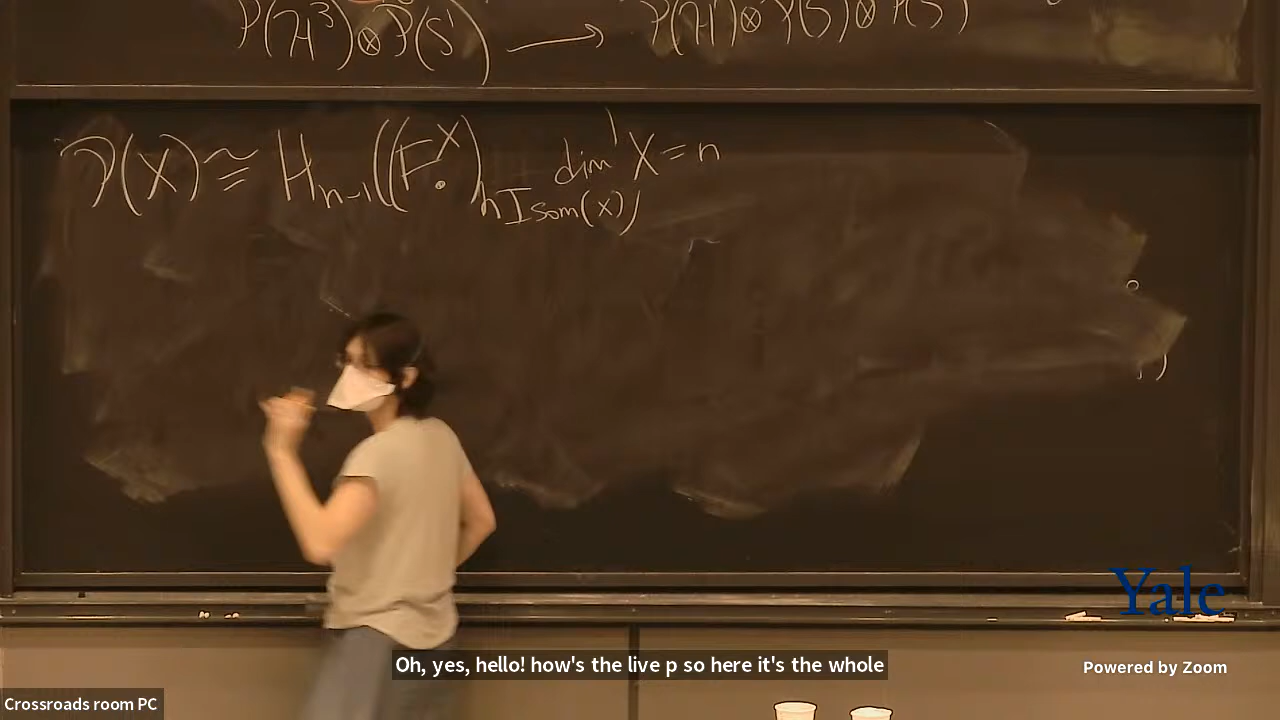 P(H³)⊗P(S¹) → P(H¹)⊗P(S¹)⊗P(S¹)
P(X) ≅ H_{n-1}((F_•^X)_{hIsom(X)}) dim X = n
Yale
Oh, yes, hello! how's the live p so here it's the whole
Powered by Zoom
Crossroads room PC